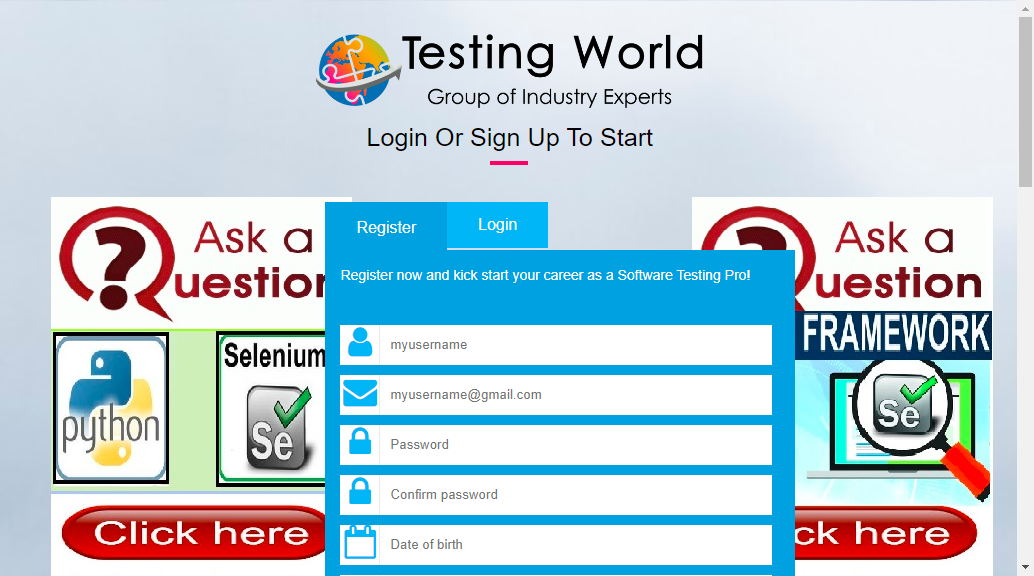 Testing World
Group of Industry Experts
Login Or Sign Up To Start
Ask a
Question
Register
Login
Ask a
uestion
Register now and kick start your career as a Software Testing Pro!
myusername
FRAMEWORK
Selenium
myusername@gmail.com
python
Se
Se
Password
Confirm password
Click here
Date of birth
ck here